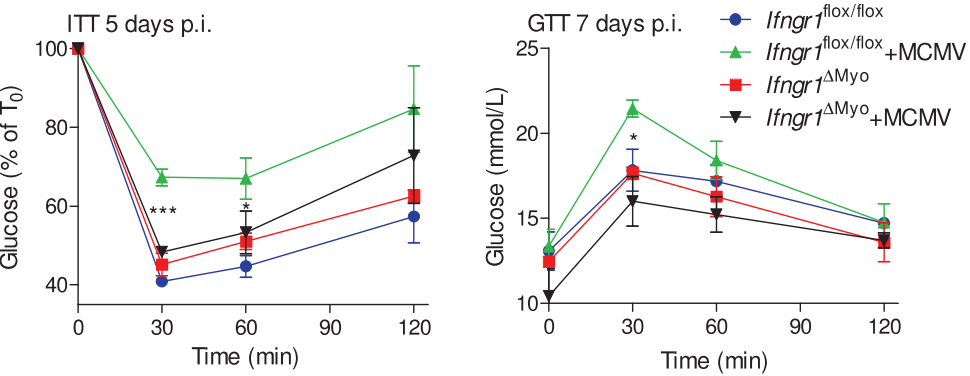 ITT 5 days p.i.
Glucose (% of T0)
100
80
60
40
***
*
0 30 60 90 120
Time (min)
GTT 7 days p.i.
Glucose (mmol/L)
25
20
15
10
*
0 30 60 90 120
Time (min)
Ifngr1flox/flox
Ifngr1flox/flox+MCMV
Ifngr1ΔMyo
Ifngr1ΔMyo+MCMV